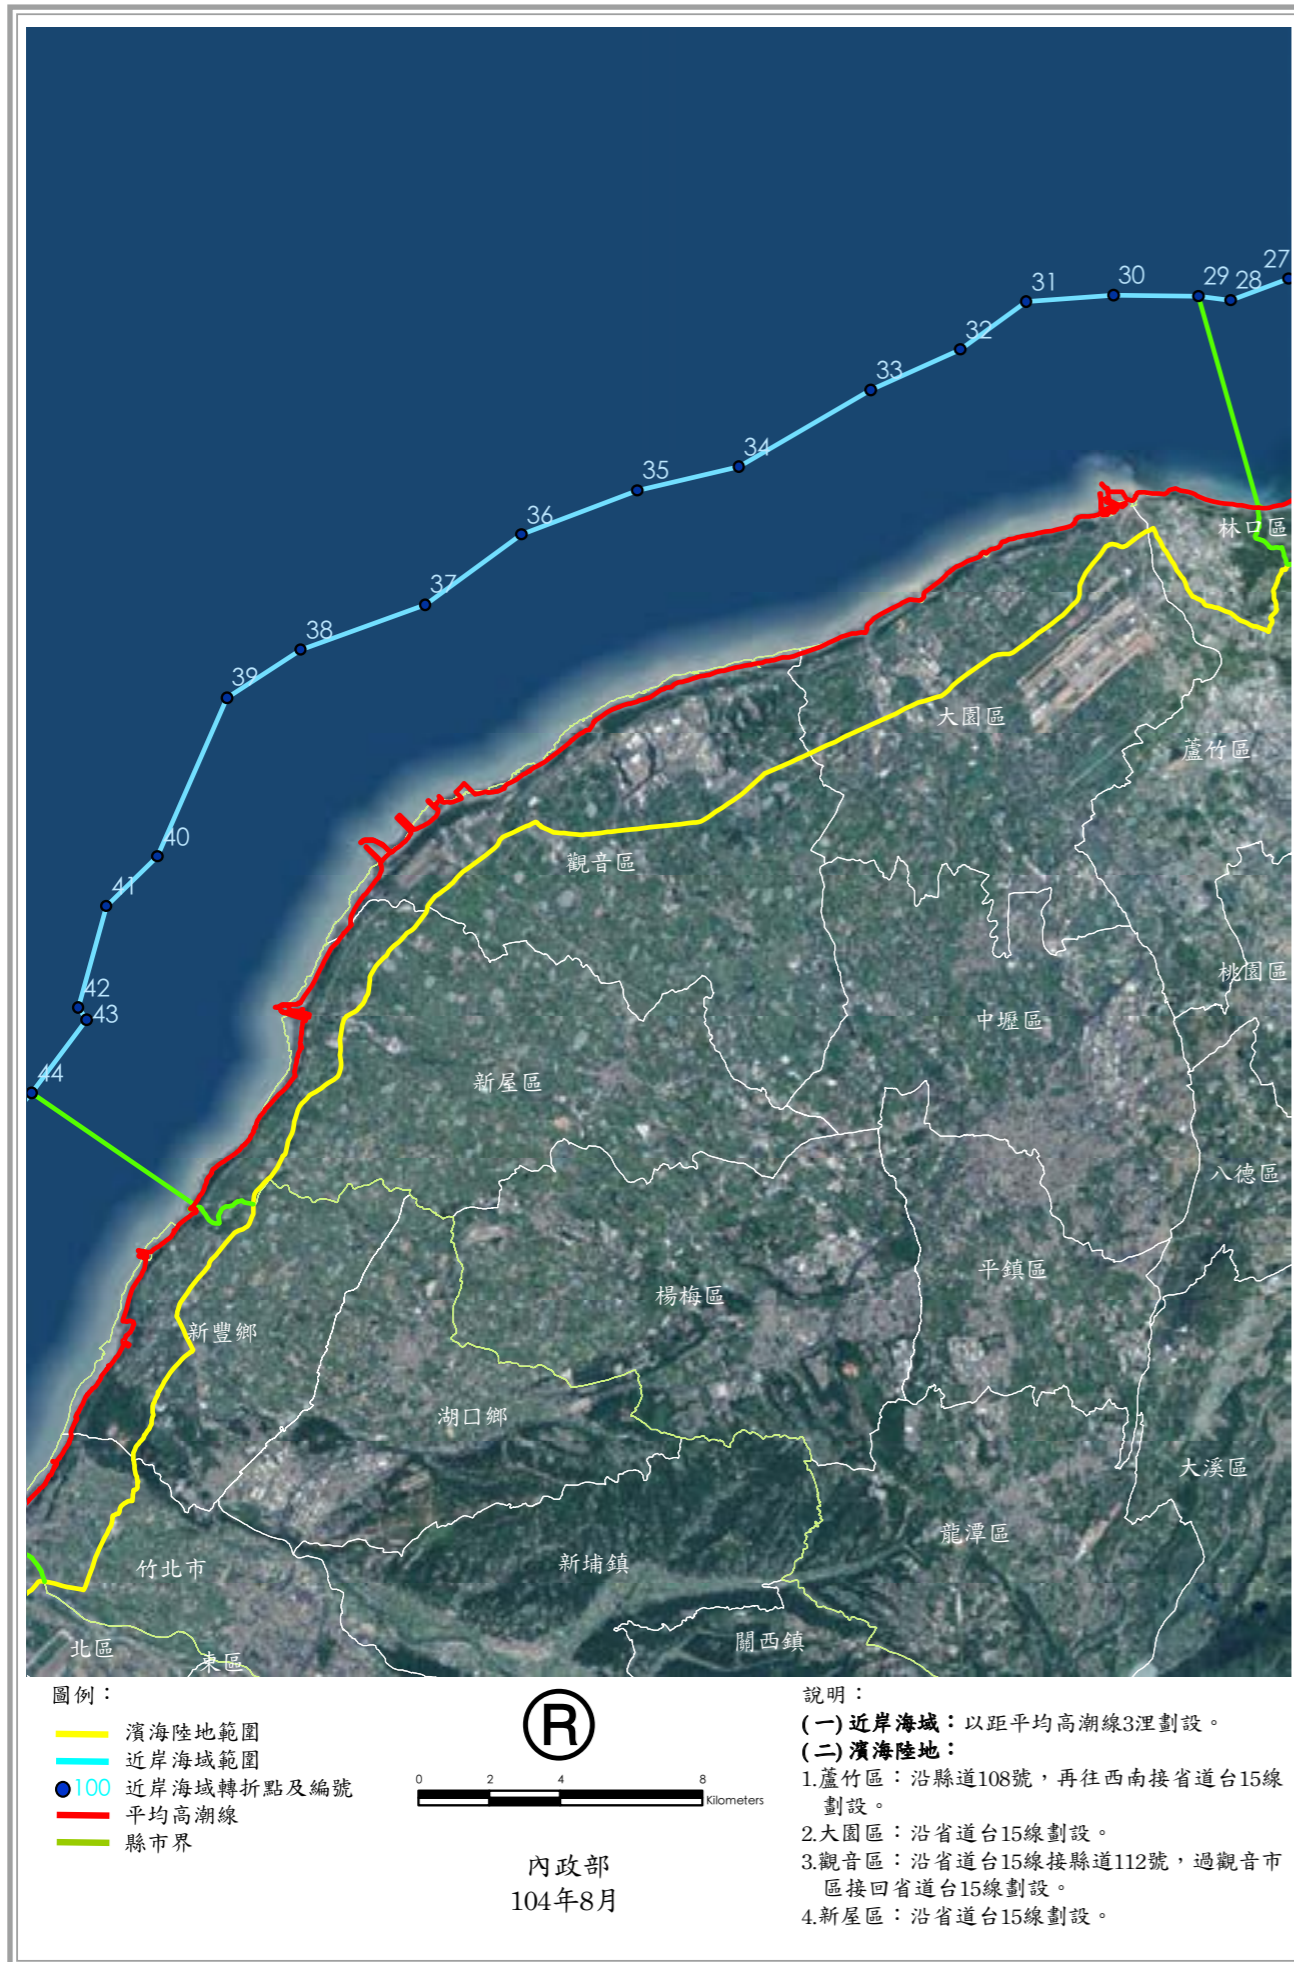 27
28
29
30
31
32
33
34
35
36
37
38
39
40
41
42
43
44
林口區
大園區
蘆竹區
觀音區
桃園區
中壢區
新屋區
八德區
平鎮區
楊梅區
新豐鄉
湖口鄉
大溪區
龍潭區
竹北市
新埔鎮
關西鎮
北區
東區
圖例：
濱海陸地範圍
近岸海域範圍
100 近岸海域轉折點及編號
平均高潮線
縣市界
R
0 2 4 8
Kilometers
內政部
104年8月
說明：
(一)近岸海域：以距平均高潮線3浬劃設。
(二)濱海陸地：
1.蘆竹區：沿縣道108號，再往西南接省道台15線
劃設。
2.大園區：沿省道台15線劃設。
3.觀音區：沿省道台15線接縣道112號，過觀音市
區接回省道台15線劃設。
4.新屋區：沿省道台15線劃設。